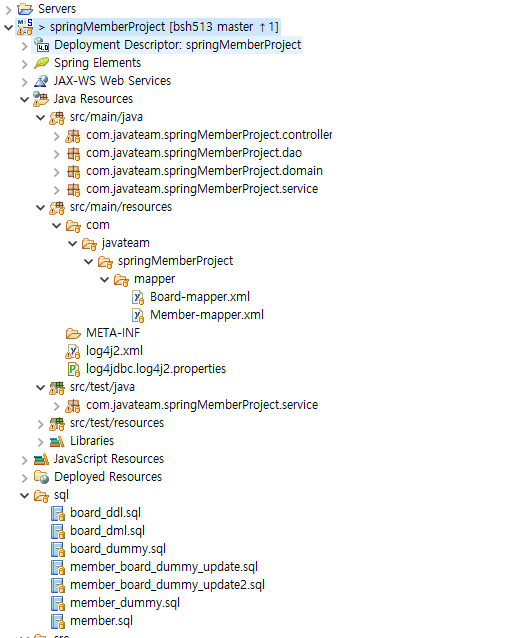 Servers
> springMemberProject [bsh513 master ↑1]
Deployment Descriptor: springMemberProject
Spring Elements
JAX-WS Web Services
Java Resources
src/main/java
com.javateam.springMemberProject.controller
com.javateam.springMemberProject.dao
com.javateam.springMemberProject.domain
com.javateam.springMemberProject.service
src/main/resources
com
javateam
springMemberProject
mapper
Board-mapper.xml
Member-mapper.xml
META-INF
log4j2.xml
log4jdbc.log4j2.properties
src/test/java
com.javateam.springMemberProject.service
src/test/resources
Libraries
JavaScript Resources
Deployed Resources
sql
board_ddl.sql
board_dml.sql
board_dummy.sql
member_board_dummy_update.sql
member_board_dummy_update2.sql
member_dummy.sql
member.sql
src